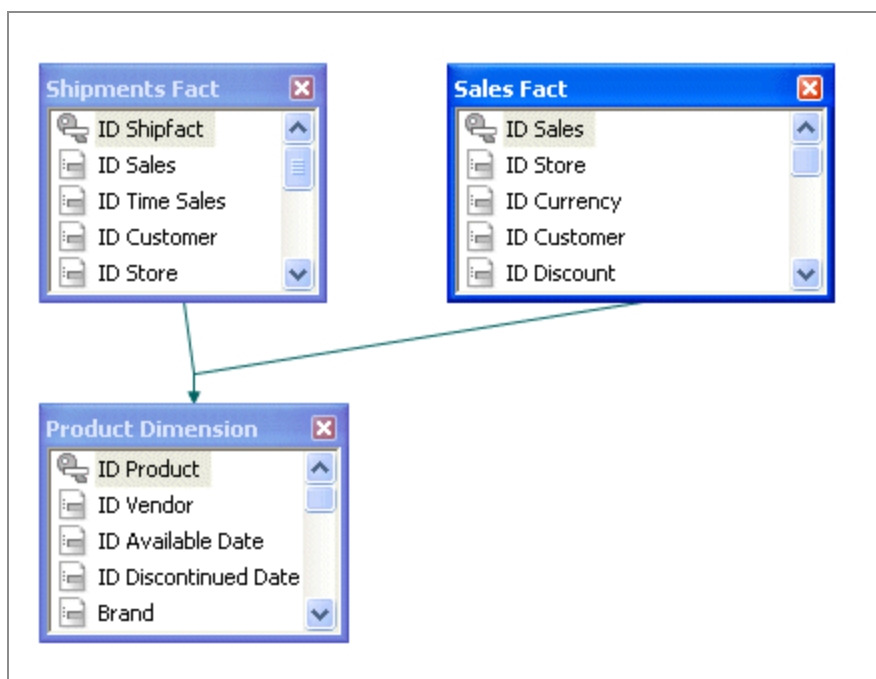 Shipments Fact
ID Shipfact
ID Sales
ID Time Sales
ID Customer
ID Store
Sales Fact
ID Sales
ID Store
ID Currency
ID Customer
ID Discount
Product Dimension
ID Product
ID Vendor
ID Available Date
ID Discontinued Date
Brand